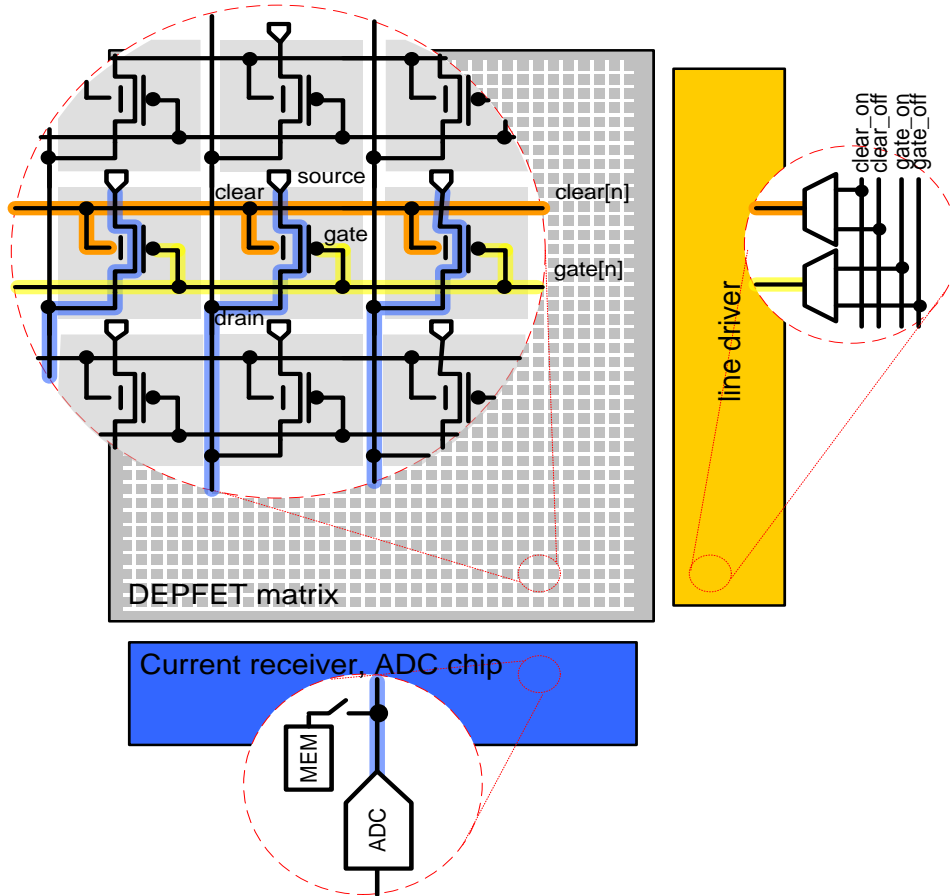 clear_on
clear_off
gate_on
gate_off
source
clear
clear[n]
gate
gate[n]
drain
line driver
DEPFET matrix
Current receiver, ADC chip
MEM
ADC